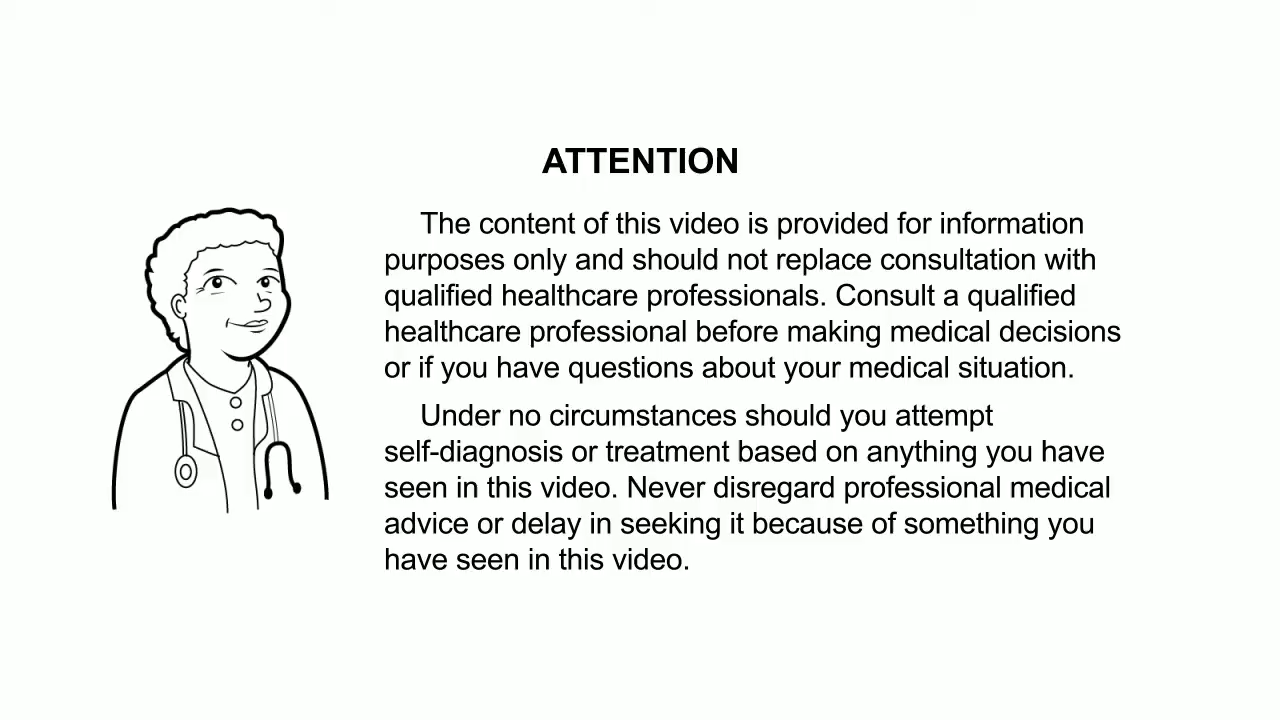 ATTENTION
The content of this video is provided for information
purposes only and should not replace consultation with
qualified healthcare professionals. Consult a qualified
healthcare professional before making medical decisions
or if you have questions about your medical situation.
Under no circumstances should you attempt
self-diagnosis or treatment based on anything you have
seen in this video. Never disregard professional medical
advice or delay in seeking it because of something you
have seen in this video.